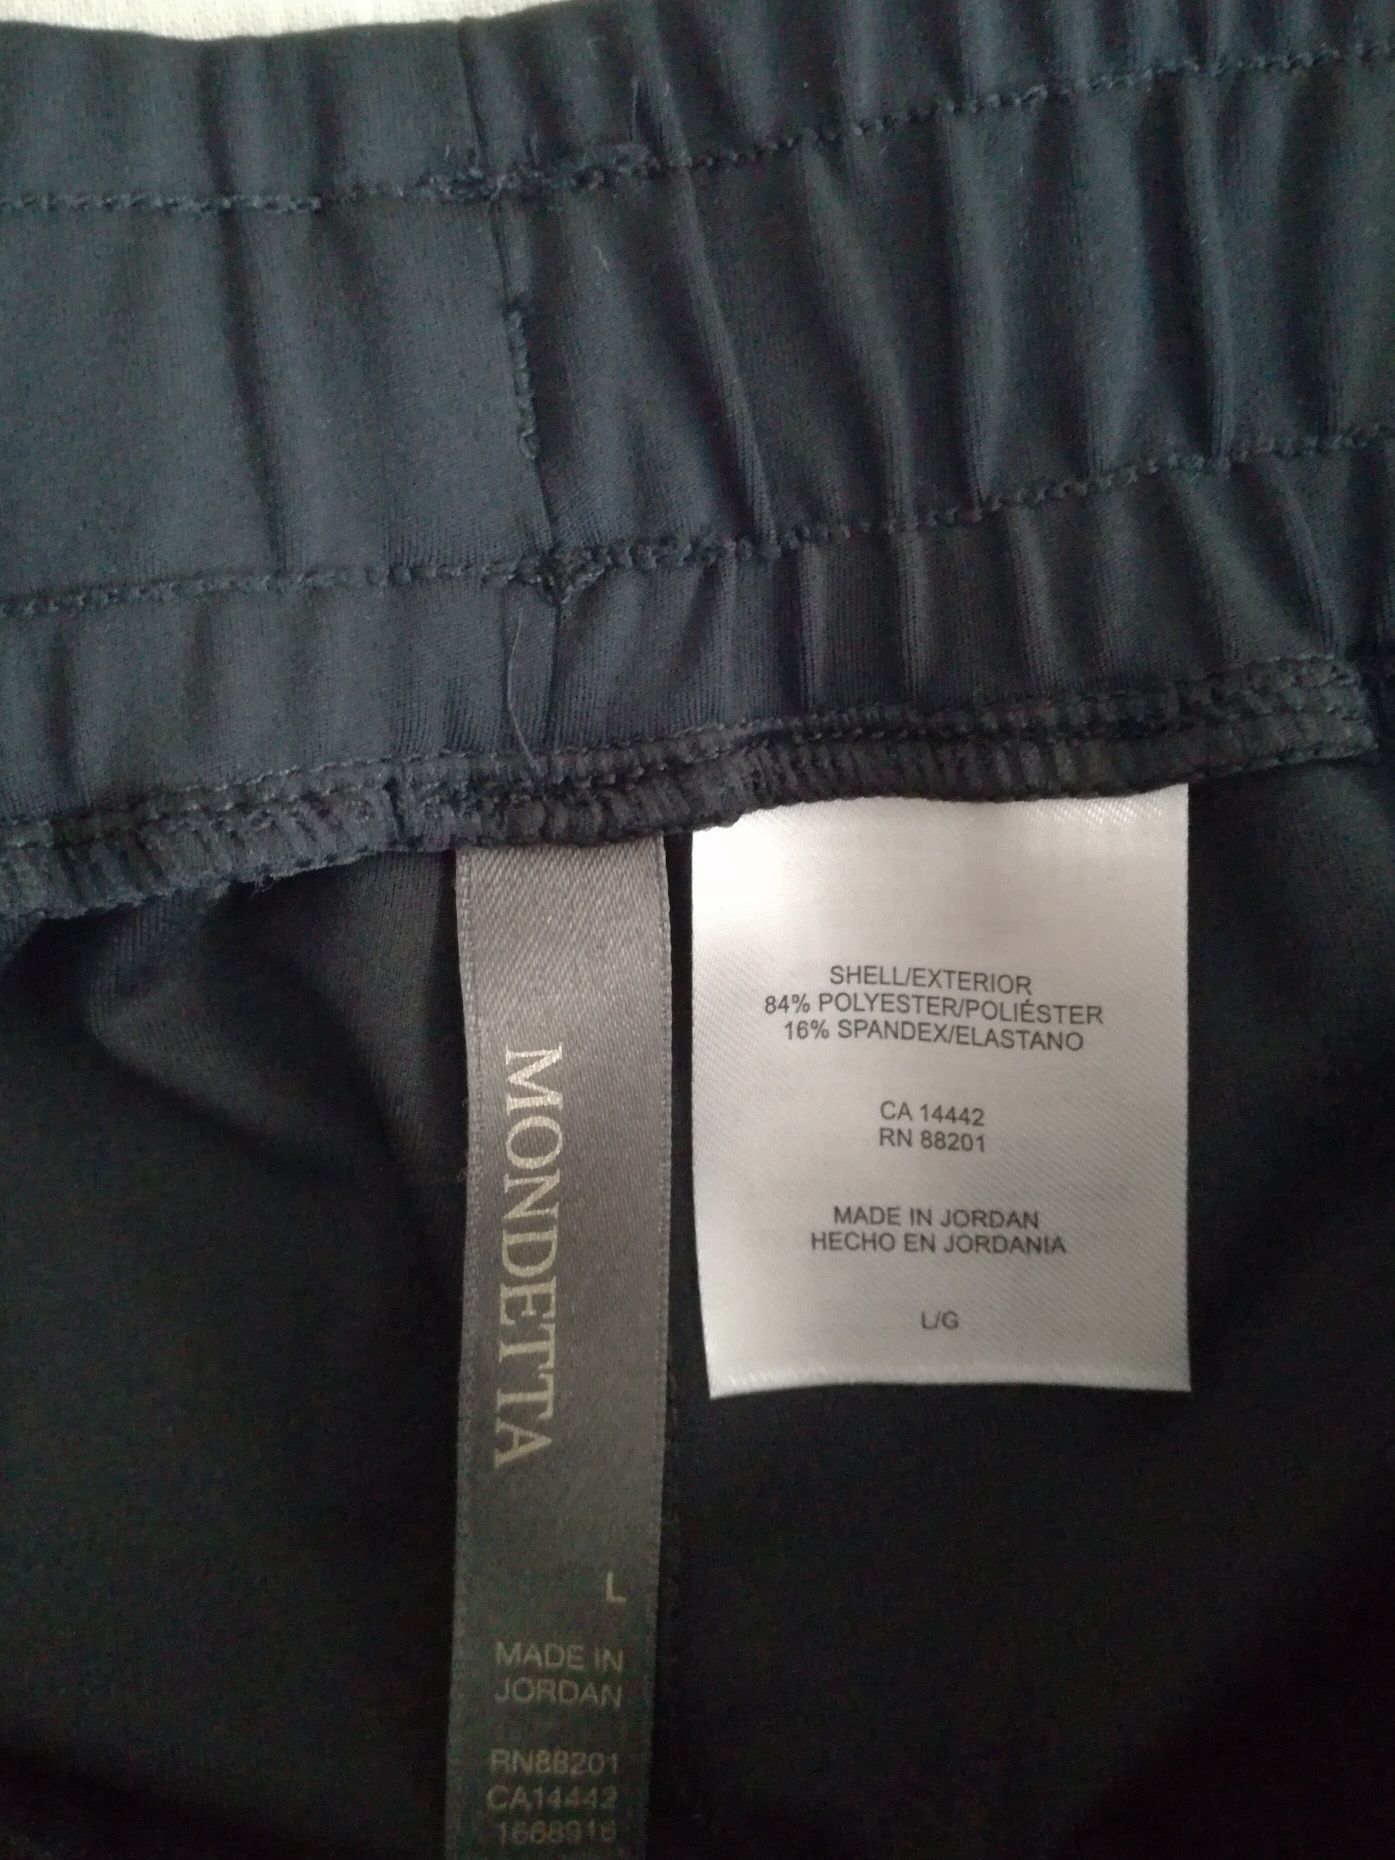 MONDETTA
L
MADE IN
JORDAN
RN88201
CA14442
1668916
SHELL/EXTERIOR
84% POLYESTER/POLIÉSTER
16% SPANDEX/ELASTANO
CA 14442
RN 88201
MADE IN JORDAN
HECHO EN JORDANIA
L/G